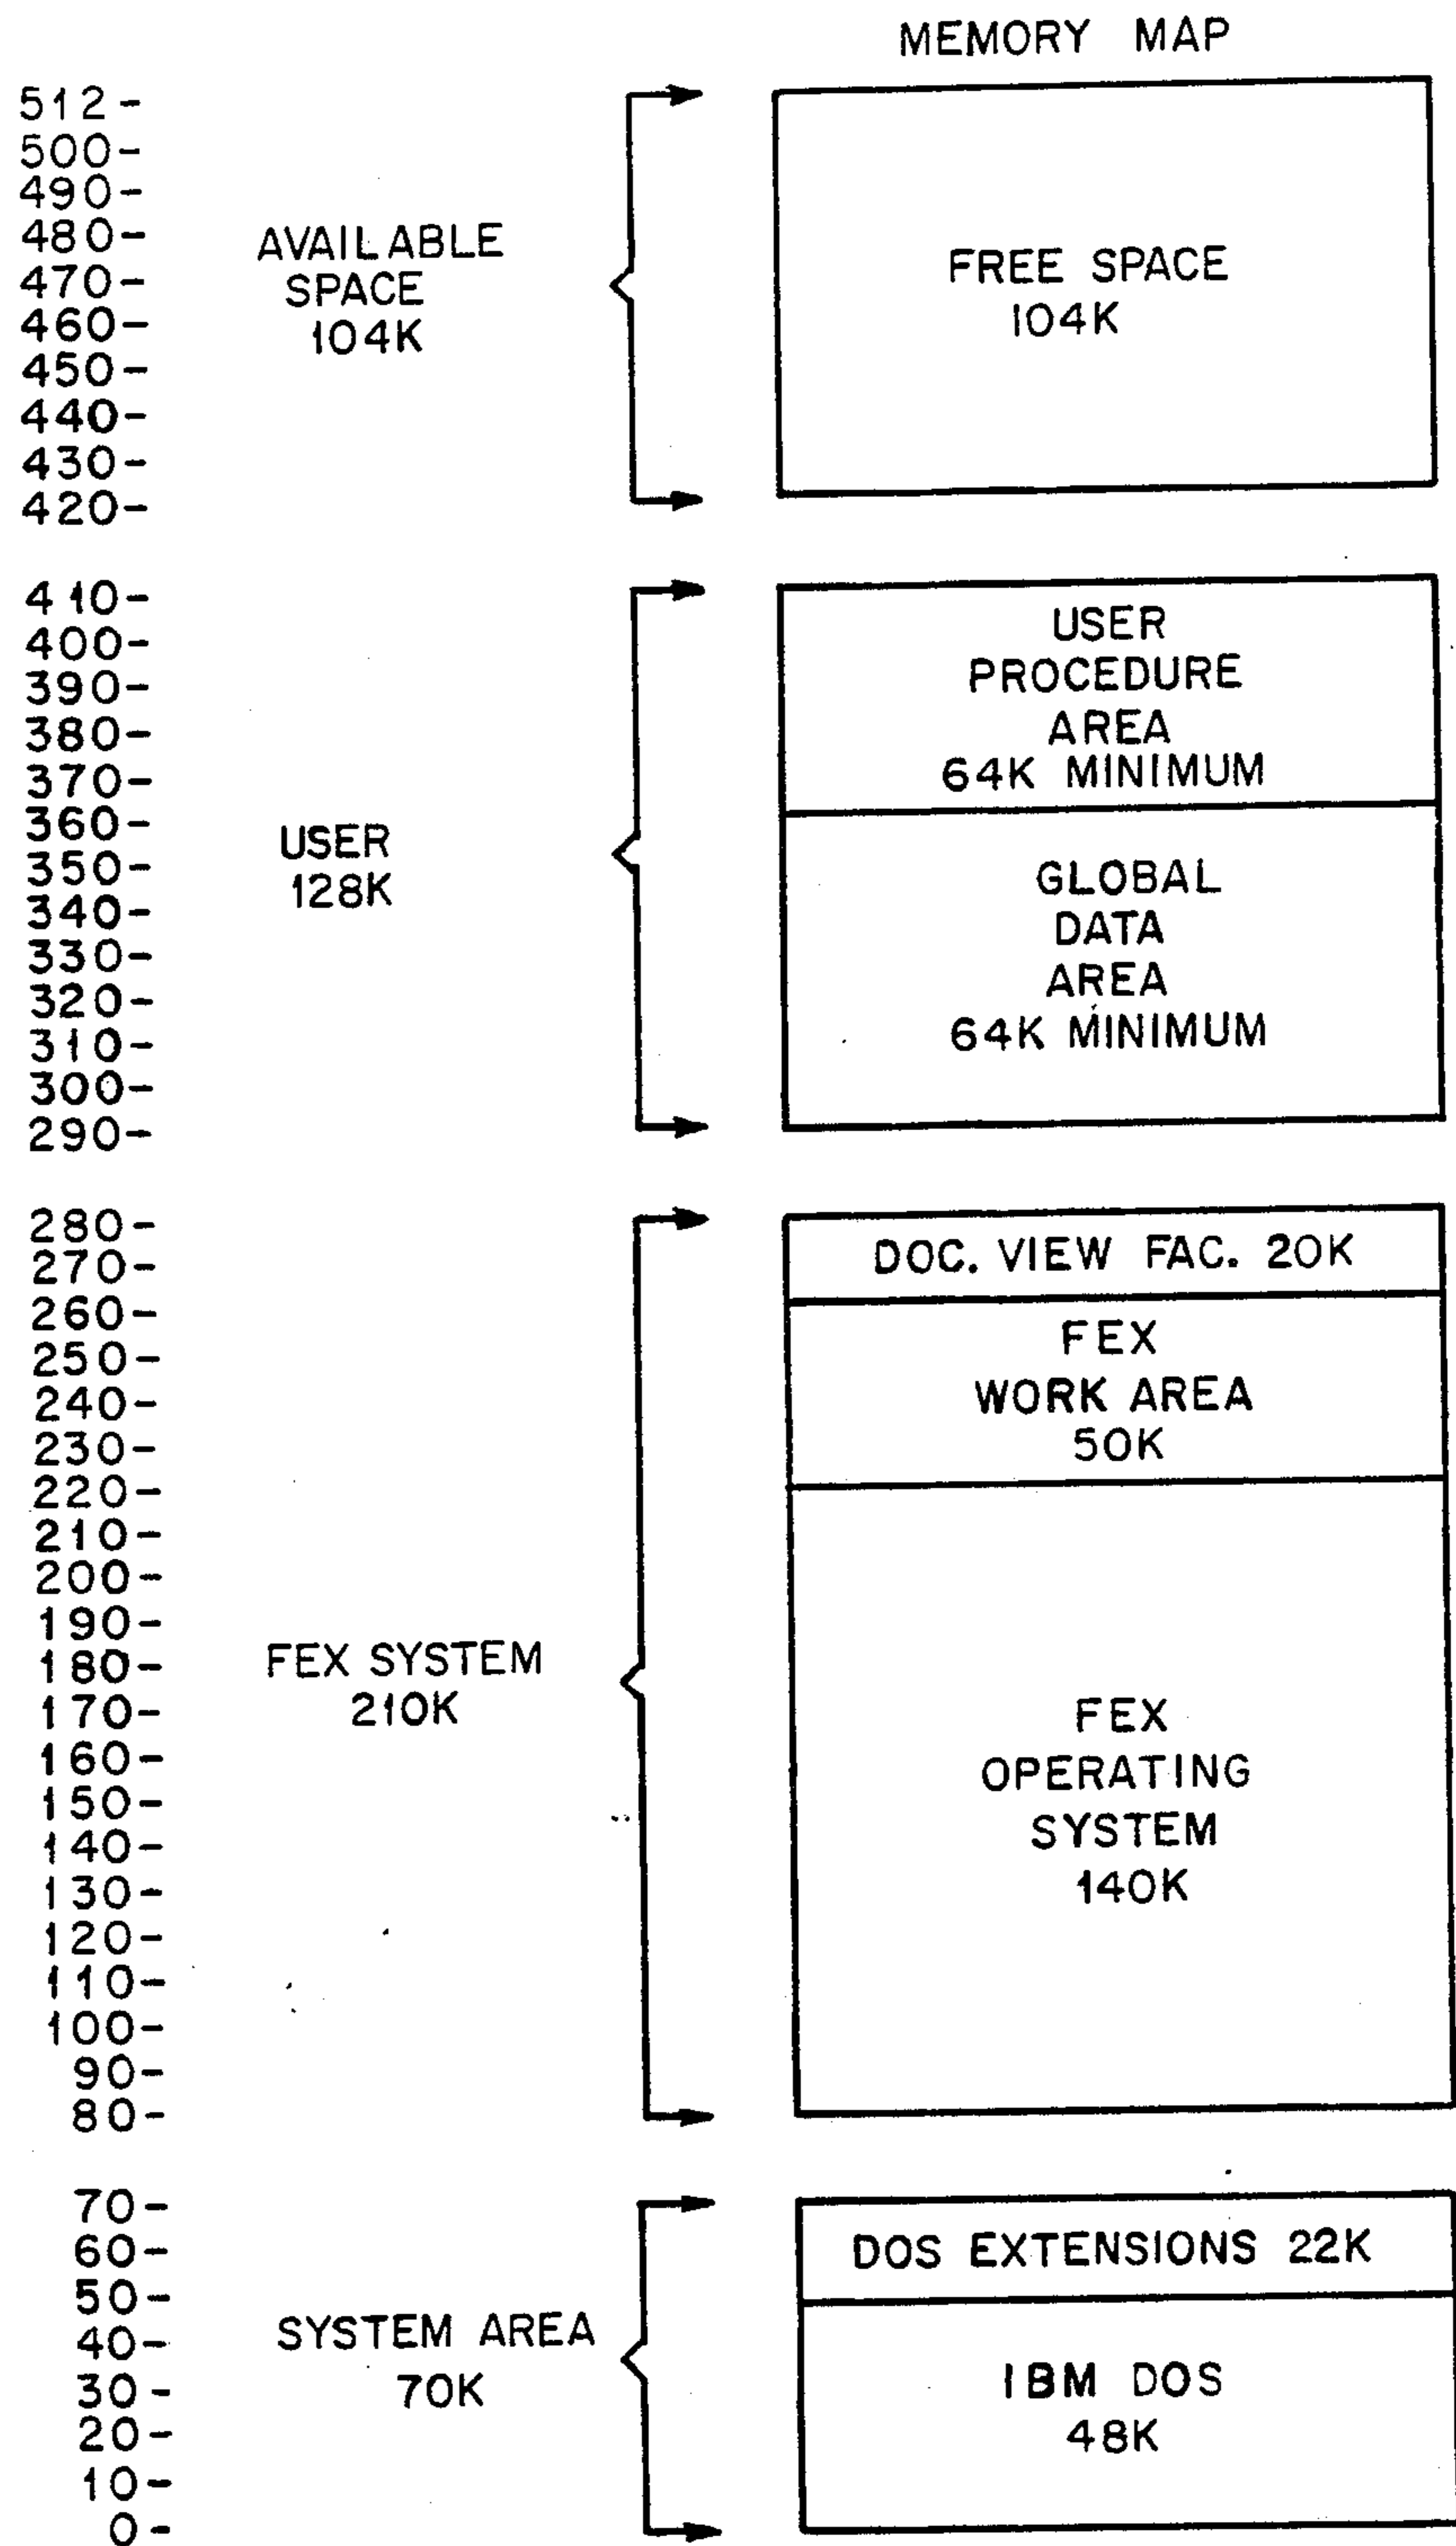 MEMORY MAP
512-
500-
490-
480-
470-
460-
450-
440-
430-
420-
AVAILABLE
SPACE
104K
FREE SPACE
104K
410-
400-
390-
380-
370-
360-
350-
340-
330-
320-
310-
300-
290-
USER
128K
USER
PROCEDURE
AREA
64K MINIMUM
GLOBAL
DATA
AREA
64K MINIMUM
280-
270-
260-
250-
240-
230-
220-
210-
200-
190-
180-
170-
160-
150-
140-
130-
120-
110-
100-
90-
80-
FEX SYSTEM
210K
DOC. VIEW FAC. 20K
FEX
WORK AREA
50K
FEX
OPERATING
SYSTEM
140K
70-
60-
50-
40-
30-
20-
10-
0-
SYSTEM AREA
70K
DOS EXTENSIONS 22K
IBM DOS
48K